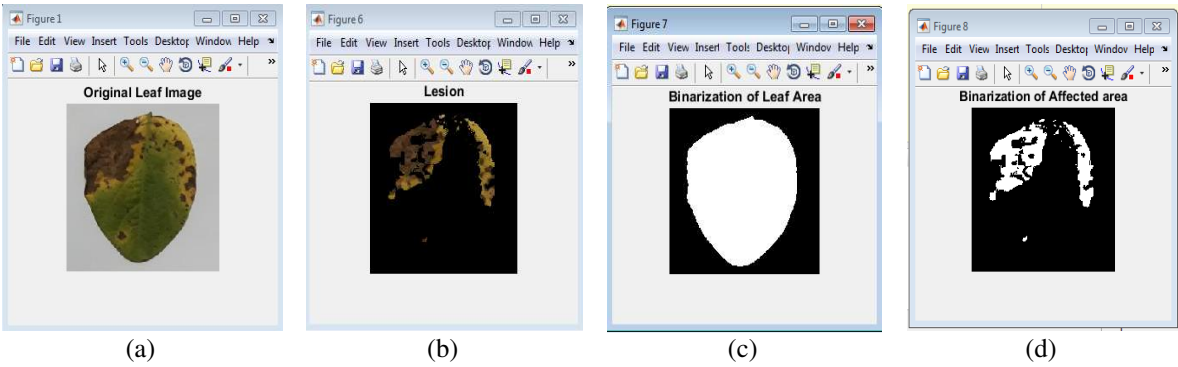 Figure 1
File Edit View Insert Tools Desktop Window Help
Original Leaf Image
(a)
Figure 6
File Edit View Insert Tools Desktop Window Help
Lesion
(b)
Figure 7
File Edit View Insert Tools Desktop Window Help
Binarization of Leaf Area
(c)
Figure 8
File Edit View Insert Tools Desktop Window Help
Binarization of Affected area
(d)